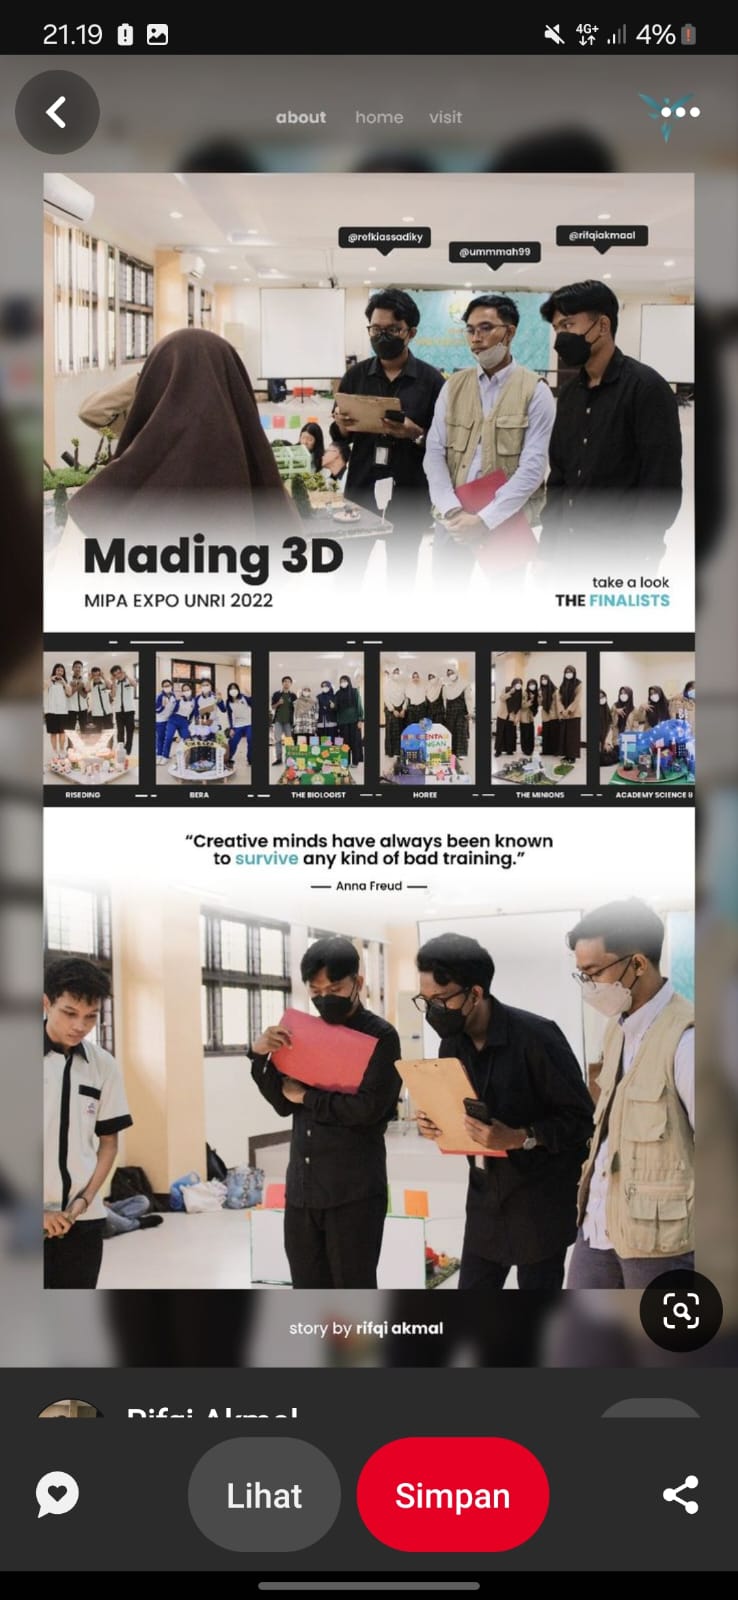 21.19
4G+ 4%
about home visit
@refkiassadiky
@ummmah99
@rifqiakmaal
Mading 3D
MIPA EXPO UNRI 2022
take a look
THE FINALISTS
RISEDING BERA THE BIOLOGIST HOREE THE MINIONS ACADEMY SCIENCE
“Creative minds have always been known
to survive any kind of bad training.”
Anna Freud
story by rifqi akmal
Rifqi Akmal
Lihat Simpan